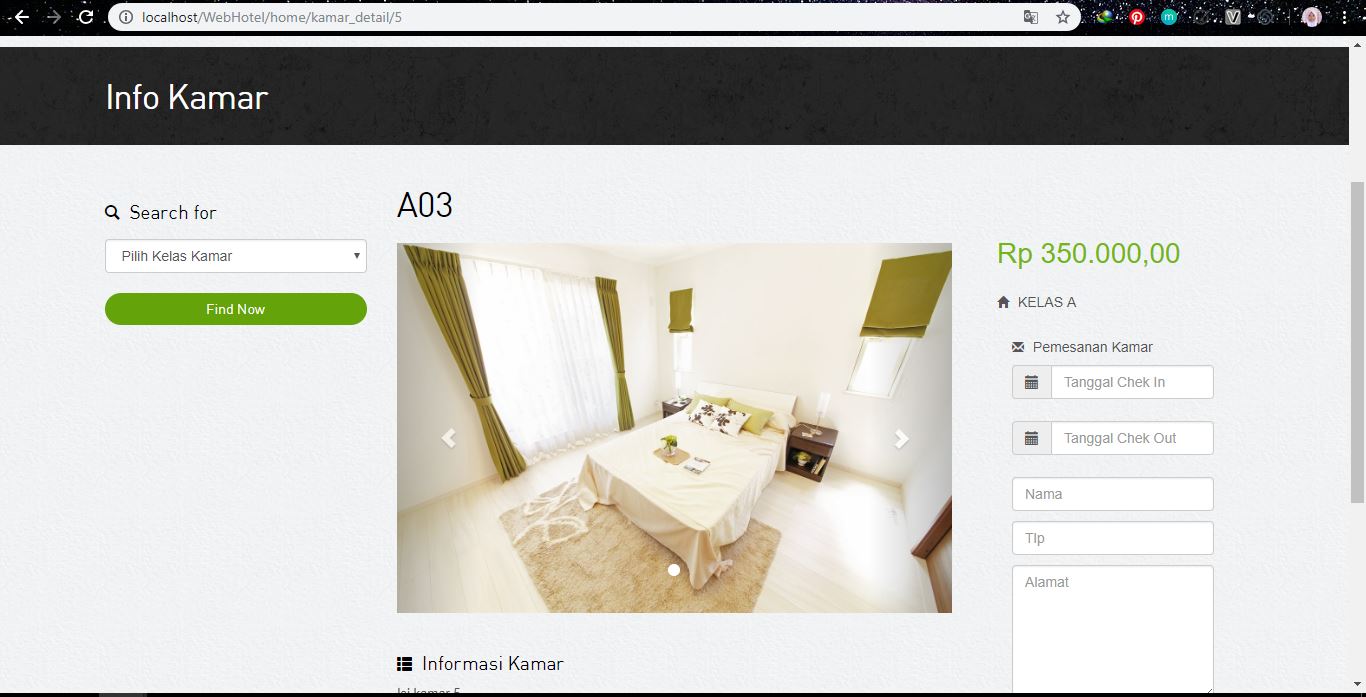 localhost/WebHotel/home/kamar_detail/5
Info Kamar
Search for
Pilih Kelas Kamar
Find Now
A03
Informasi Kamar
Rp 350.000,00
KELAS A
Pemesanan Kamar
Tanggal Chek In
Tanggal Chek Out
Nama
Tlp
Alamat